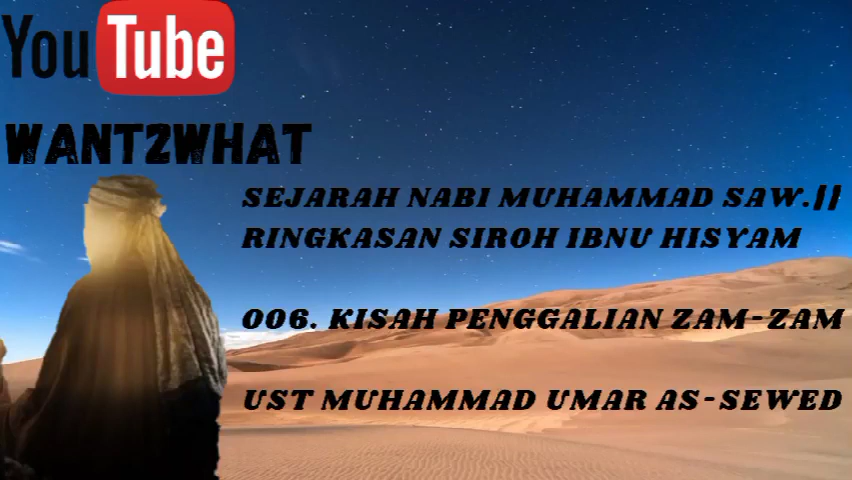 YouTube
WANT2WHAT
SEJARAH NABI MUHAMMAD SAW.||
RINGKASAN SIROH IBNU HISYAM
006. KISAH PENGGALIAN ZAM-ZAM
UST MUHAMMAD UMAR AS-SEWED